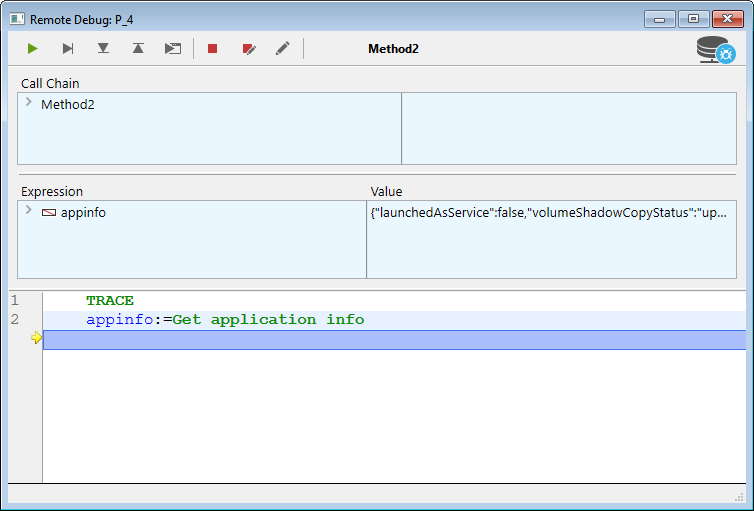 Remote Debug: P_4
Method2
Call Chain
Method2
Expression Value
appinfo {"launchedAsService":false,"volumeShadowCopyStatus":"up...
1 TRACE
2 appinfo:=Get application info